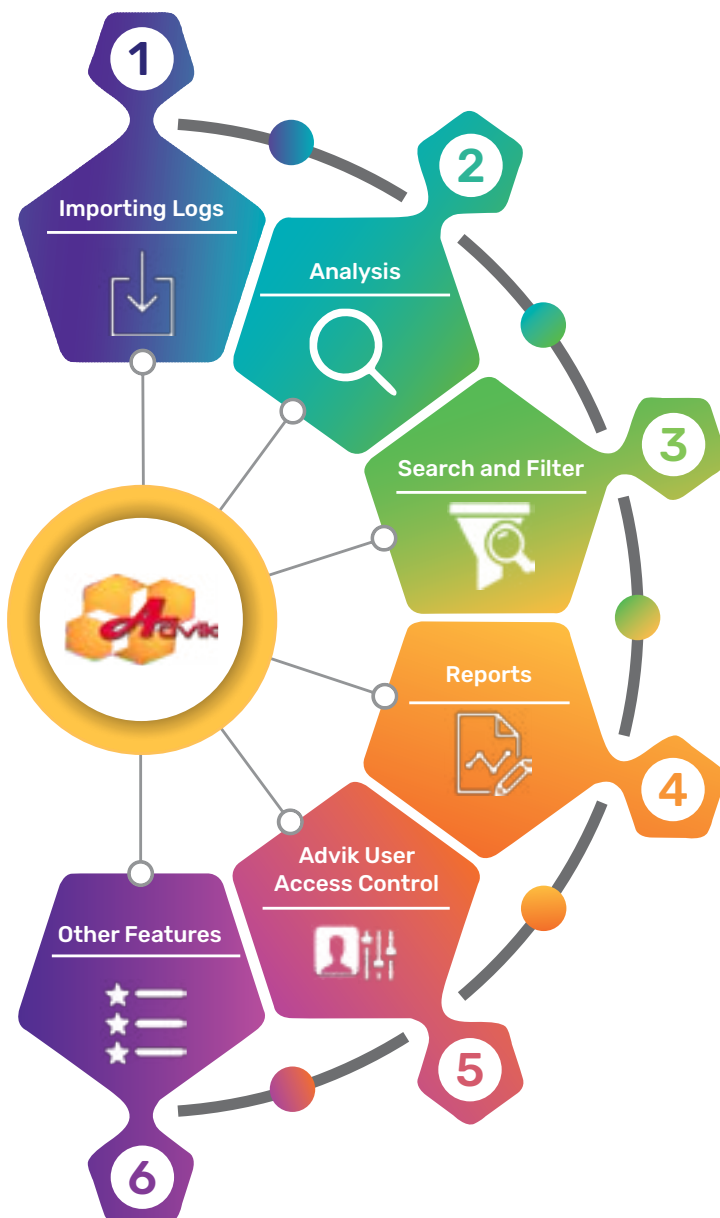 1
Importing Logs
2
Analysis
3
Search and Filter
Advik
Reports
4
Advik User
Access Control
Other Features
5
6